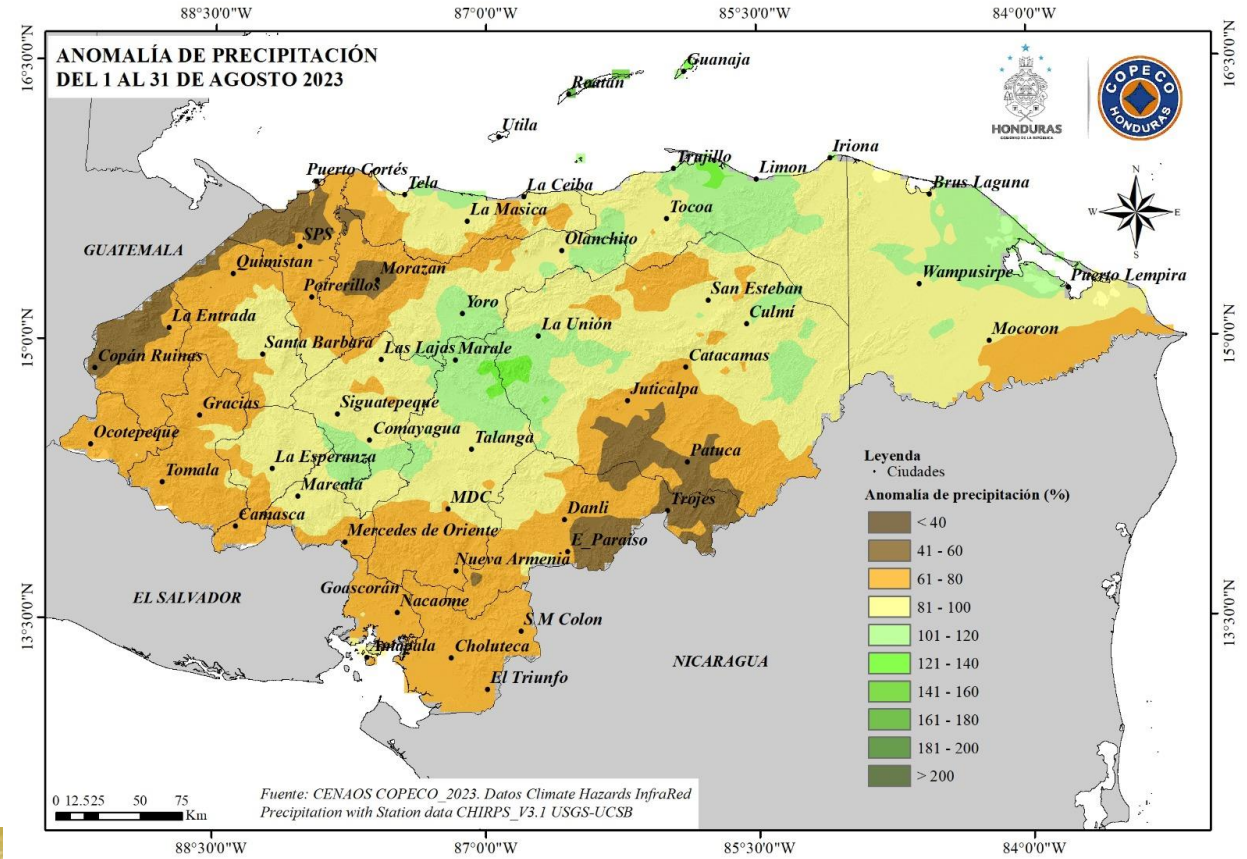 88°30'0"W 87°0'0"W 85°30'0"W 84°0'0"W
16°30'0"N 16°30'0"N
ANOMALÍA DE PRECIPITACIÓN
DEL 1 AL 31 DE AGOSTO 2023
HONDURAS
GOBIERNO DE LA REPÚBLICA
COPECO
HONDURAS
N
W E
S
Guanaja
Roatán
Utila
Iriona
Trujillo
Limon
Puerto Cortés
Tela
La Ceiba
Brus Laguna
La Masica
Tocoa
SPS
GUATEMALA
Olanchito
Quimistan
Morazan
Wampusirpe
Puerto Lempira
Potrerillos
San Esteban
Yoro
Culmí
La Entrada
La Unión
Mocoron
15°0'0"N 15°0'0"N
Santa Barbara
Las Lajas
Marale
Copán Ruinas
Catacamas
Juticalpa
Gracias
Siguatepeque
Ocotepeque
Comayagua
Talanga
Patuca
La Esperanza
Tomala
Mareala
MDC
Trojes
Camasca
Danli
Mercedes de Oriente
E_Paraiso
Nueva Armenia
Goascorán
EL SALVADOR
Nacaome
S M Colon
13°30'0"N 13°30'0"N
Amapala
Choluteca
NICARAGUA
El Triunfo
Leyenda
Ciudades
Anomalía de precipitación (%)
< 40
41 - 60
61 - 80
81 - 100
101 - 120
121 - 140
141 - 160
161 - 180
181 - 200
> 200
0 12.525 50 75
Km
Fuente: CENAOS COPECO_2023. Datos Climate Hazards InfraRed
Precipitation with Station data CHIRPS_V3.1 USGS-UCSB
88°30'0"W 87°0'0"W 85°30'0"W 84°0'0"W